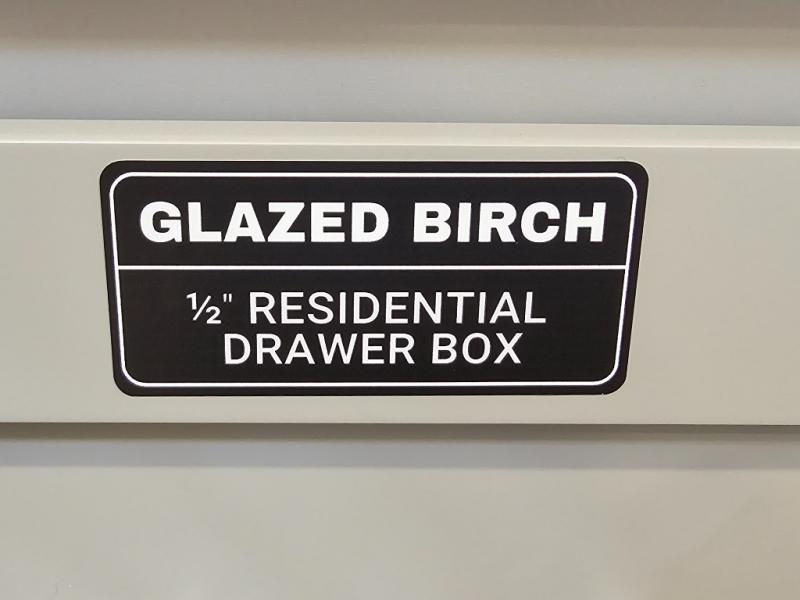 GLAZED BIRCH
½" RESIDENTIAL
DRAWER BOX